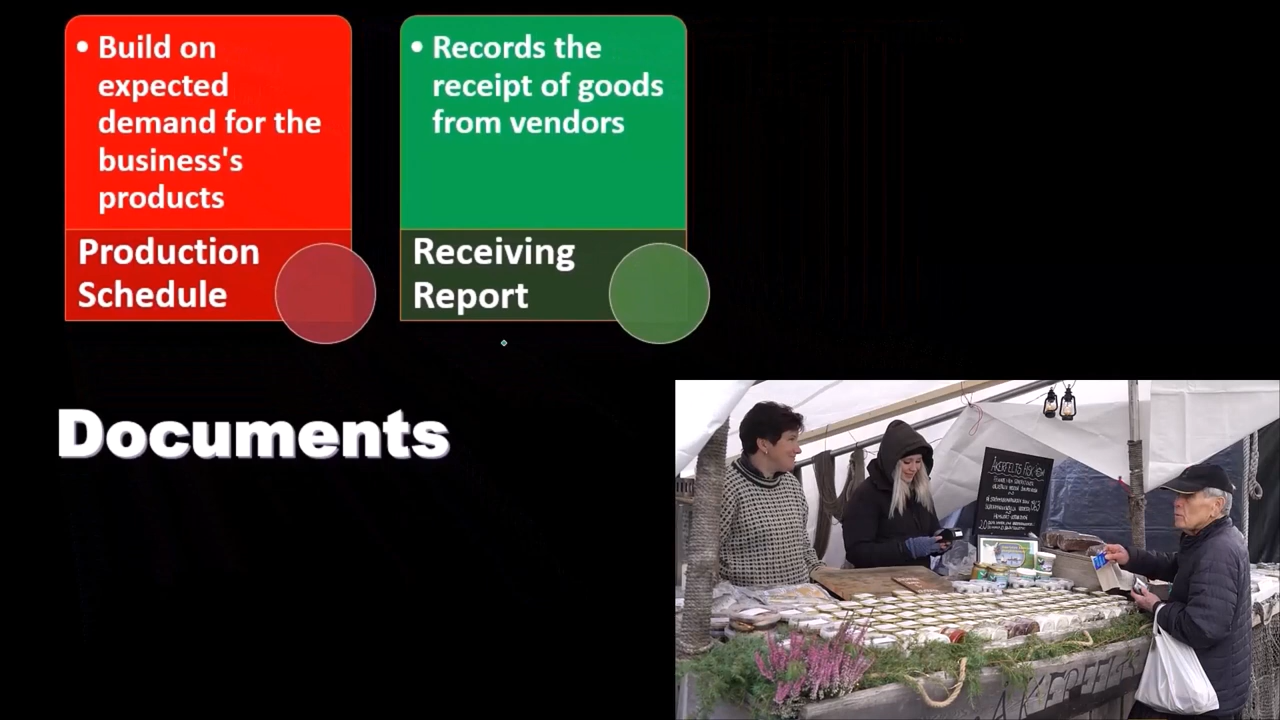 • Build on
expected
demand for the
business's
products
Production
Schedule
• Records the
receipt of goods
from vendors
Receiving
Report
Documents